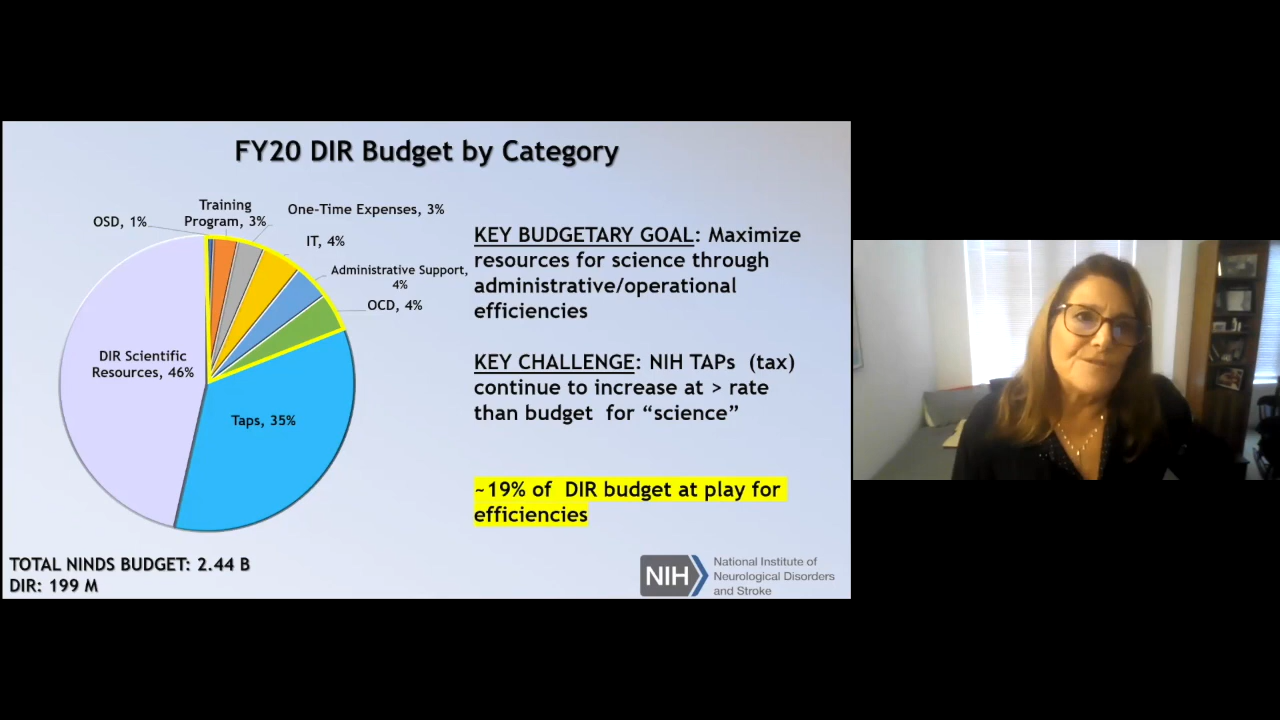 FY20 DIR Budget by Category
OSD, 1%
Training
Program, 3%
One-Time Expenses, 3%
IT, 4%
Administrative Support,
4%
OCD, 4%
DIR Scientific
Resources, 46%
Taps, 35%
KEY BUDGETARY GOAL: Maximize
resources for science through
administrative/operational
efficiencies
KEY CHALLENGE: NIH TAPs (tax)
continue to increase at > rate
than budget for “science”
~19% of DIR budget at play for
efficiencies
TOTAL NINDS BUDGET: 2.44 B
DIR: 199 M
NIH
National Institute of
Neurological Disorders
and Stroke